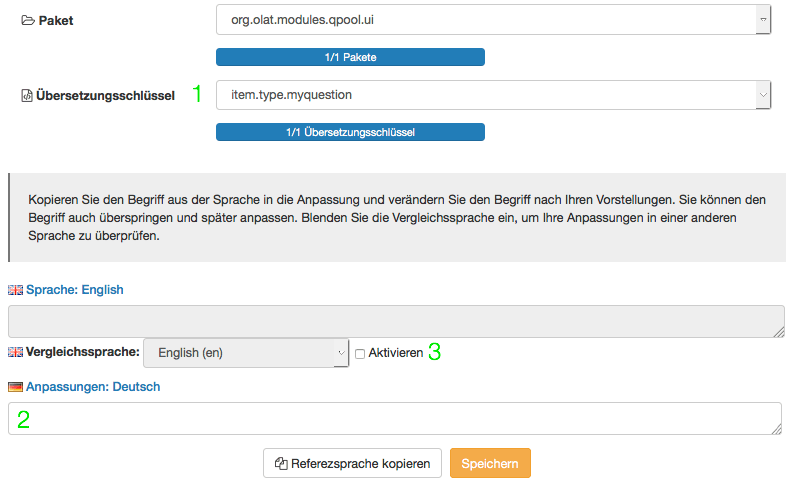 Paket org.olat.modules.qpool.ui
1/1 Pakete
Übersetzungsschlüssel 1 item.type.myquestion
1/1 Übersetzungsschlüssel
Kopieren Sie den Begriff aus der Sprache in die Anpassung und verändern Sie den Begriff nach Ihren Vorstellungen. Sie können den
Begriff auch überspringen und später anpassen. Blenden Sie die Vergleichssprache ein, um Ihre Anpassungen in einer anderen
Sprache zu überprüfen.
Sprache: English
Vergleichssprache: English (en) Aktivieren 3
Anpassungen: Deutsch
2
Referezsprache kopieren Speichern